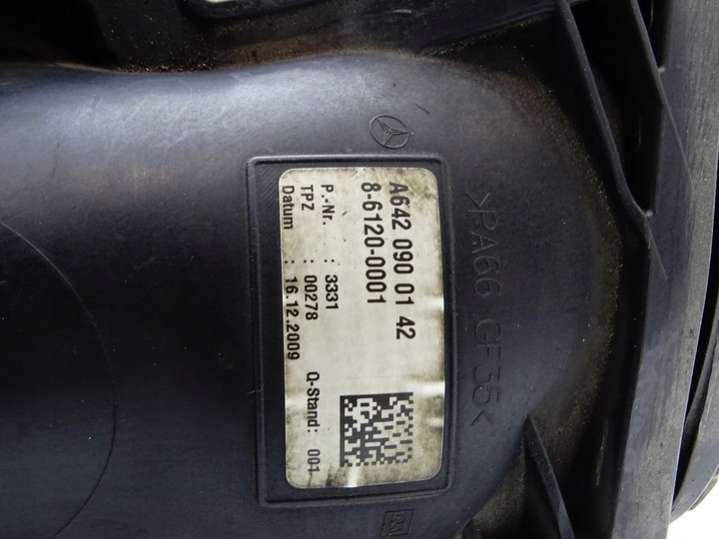 >PA66 GF35<
A642 090 01 42
8-6120-0001
P.-Nr. : 3331
TPZ : 00278 Q-Stand: 001
Datum : 16.12.2009